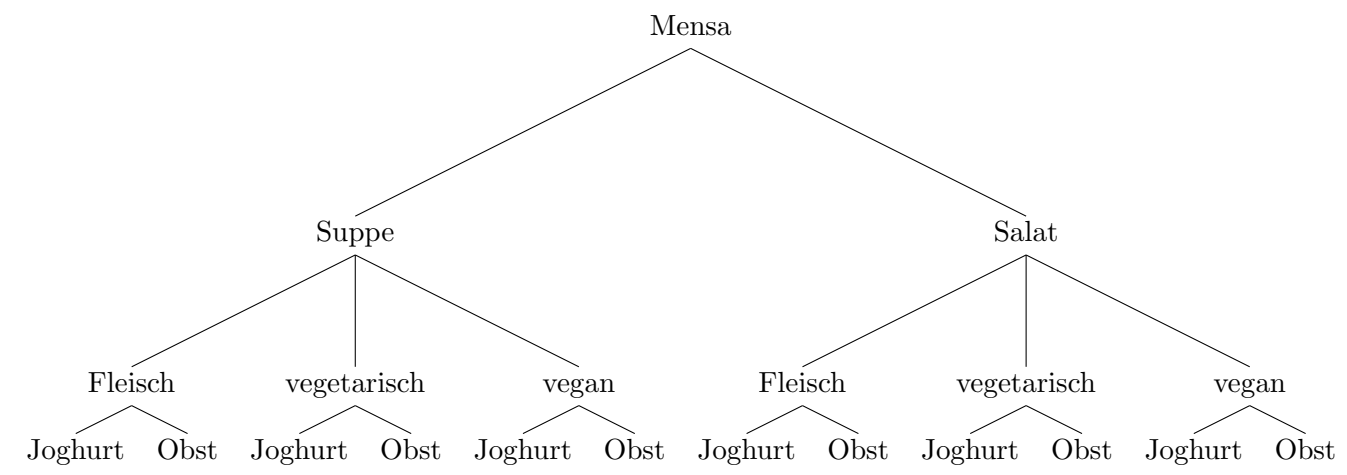 Mensa
Suppe Salat
Fleisch vegetarisch vegan Fleisch vegetarisch vegan
Joghurt Obst Joghurt Obst Joghurt Obst Joghurt Obst Joghurt Obst Joghurt Obst